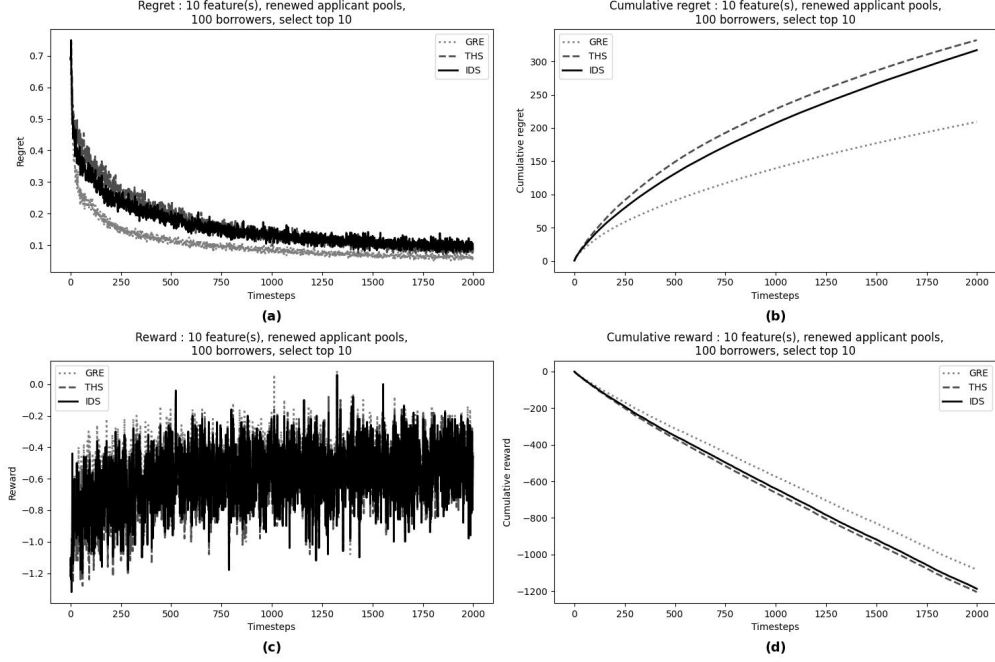 Regret : 10 feature(s), renewed applicant pools,
100 borrowers, select top 10
GRE
THS
IDS
0.7
0.6
0.5
0.4
0.3
0.2
0.1
Regret
0
250
500
750
1000
1250
1500
1750
2000
Timesteps
(a)
Cumulative regret : 10 feature(s), renewed applicant pools,
100 borrowers, select top 10
GRE
THS
IDS
300
250
200
150
100
50
0
Cumulative regret
0
250
500
750
1000
1250
1500
1750
2000
Timesteps
(b)
Reward : 10 feature(s), renewed applicant pools,
100 borrowers, select top 10
GRE
THS
IDS
0.0
−0.2
−0.4
−0.6
−0.8
−1.0
−1.2
Reward
0
250
500
750
1000
1250
1500
1750
2000
Timesteps
(c)
Cumulative reward : 10 feature(s), renewed applicant pools,
100 borrowers, select top 10
GRE
THS
IDS
0
−200
−400
−600
−800
−1000
−1200
Cumulative reward
0
250
500
750
1000
1250
1500
1750
2000
Timesteps
(d)